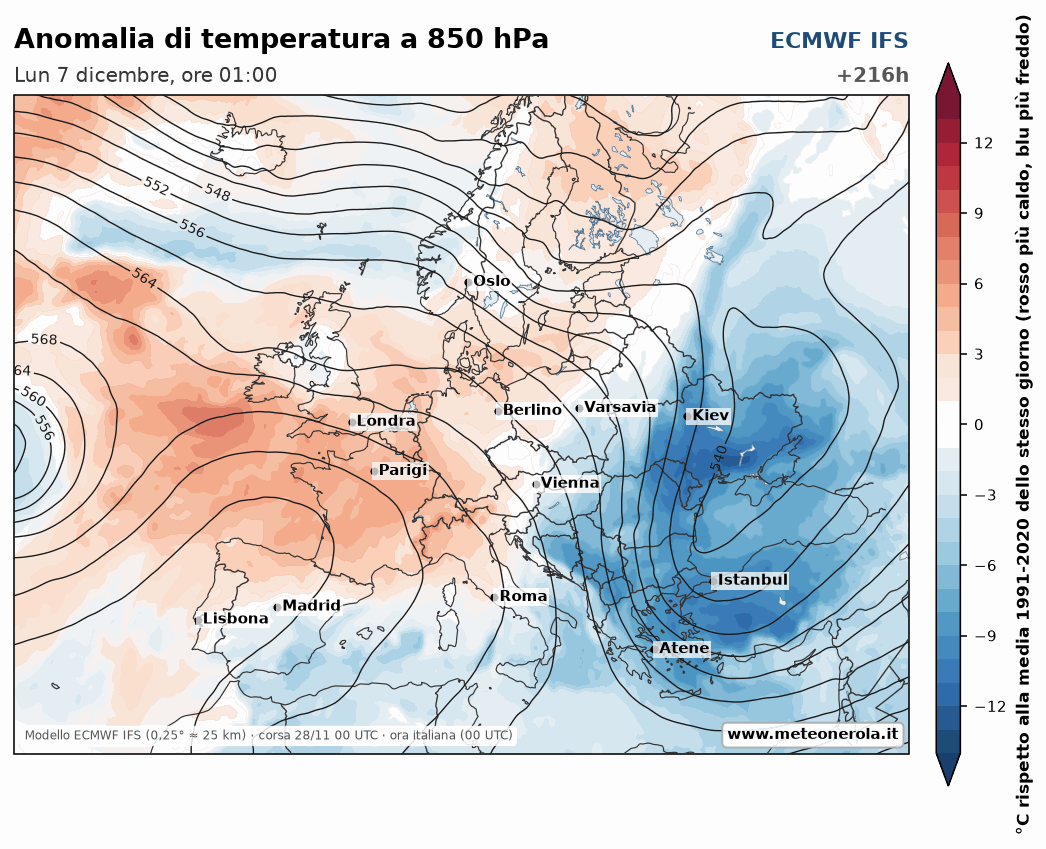 Anomalia di temperatura a 850 hPa
ECMWF IFS
Lun 7 dicembre, ore 01:00
+216h
552
548
556
564
568
64
560
556
540
Oslo
Berlino
Varsavia
Kiev
Londra
Parigi
Vienna
Istanbul
Roma
Madrid
Lisbona
Atene
Modello ECMWF IFS (0,25° ≈ 25 km) · corsa 28/11 00 UTC · ora italiana (00 UTC)
www.meteonerola.it
12
9
6
3
0
−3
−6
−9
−12
°C rispetto alla media 1991-2020 dello stesso giorno (rosso più caldo, blu più freddo)